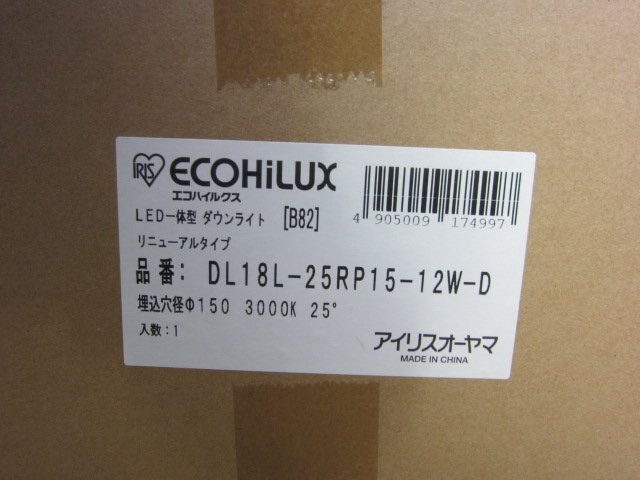 IRIS ECOHiLUX
エコハイルクス
LED一体型 ダウンライト [B82]
4 905009 174997
リニューアルタイプ
品番: DL18L-25RP15-12W-D
埋込穴径Φ150 3000K 25°
入数:1
アイリスオーヤマ
MADE IN CHINA